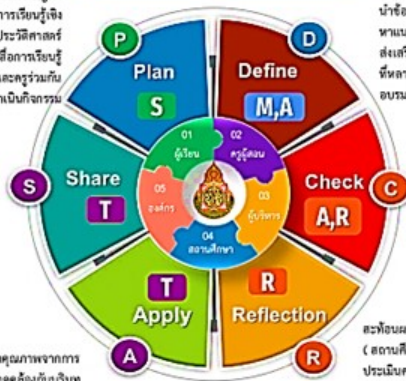 การเรียนรู้เชิง
ประวัติศาสตร์
สื่อการเรียนรู้
และครูร่วมกัน
เนินกิจกรรม
P
Plan
S
D
Define
M,A
นำข้อ
หาแน
ส่งเสริ
ที่หลา
อบรม
S
Share
T
01
ผู้เรียน
02
ครูผู้สอน
03
ผู้บริหาร
04
สถานศึกษา
05
องค์กร
Check
A,R
C
T
Apply
A
R
Reflection
R
คุณภาพจากการ
สะท้อนผ
( สถานศึ
ประเมินค